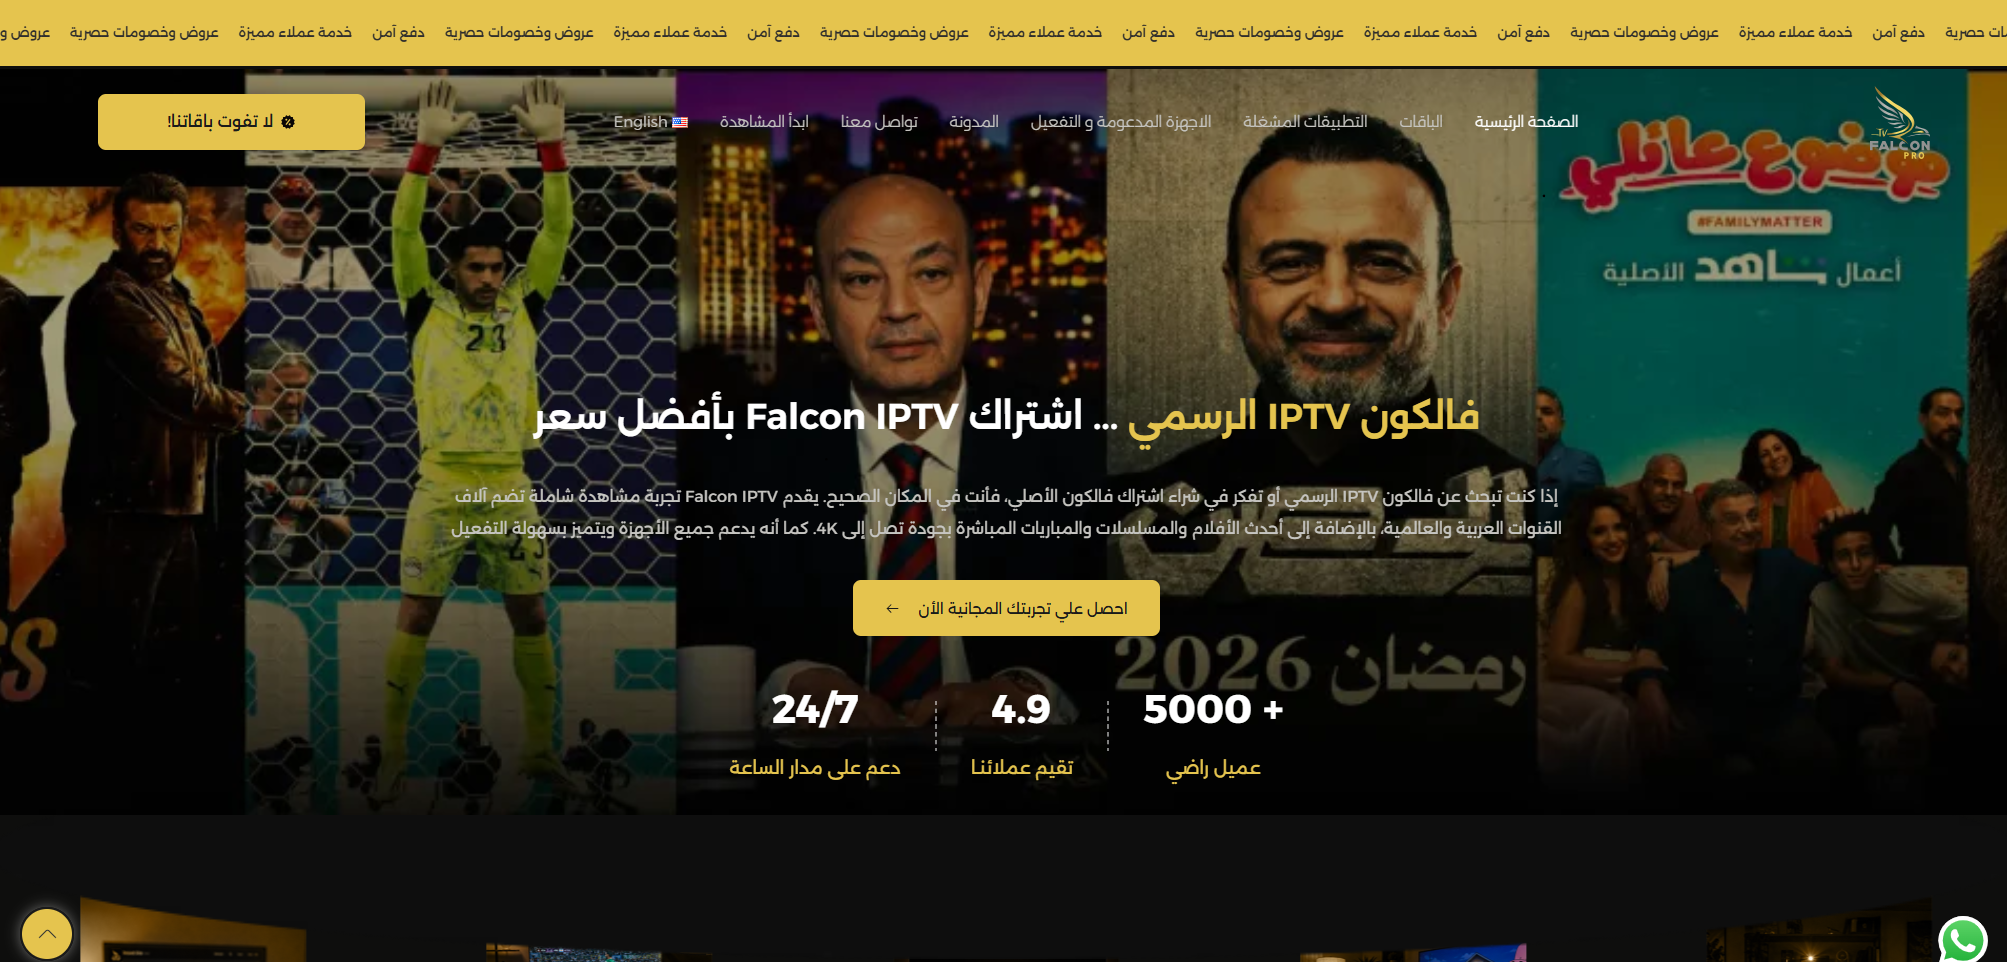 عروض وخصومات حصرية دفع آمن خدمة عملاء مميزة عروض وخصومات حصرية دفع آمن خدمة عملاء مميزة عروض وخصومات حصرية دفع آمن خدمة عملاء مميزة عروض وخصومات حصرية دفع آمن خدمة عملاء مميزة عروض وخصومات حصرية
TV
FALCON
PRO
الصفحة الرئيسية
الباقات
التطبيقات المشغلة
الاجهزة المدعومة و التفعيل
المدونة
تواصل معنا
ابدأ المشاهدة
English
لا تفوت باقاتنا!
موضوع عائلي
#FAMILYMATTER
أعمال شاهد الأصلية
23
فالكون IPTV الرسمي ... اشتراك Falcon IPTV بأفضل سعر
إذا كنت تبحث عن فالكون IPTV الرسمي أو تفكر في شراء اشتراك فالكون الأصلي، فأنت في المكان الصحيح. يقدم Falcon IPTV تجربة مشاهدة شاملة تضم آلاف
القنوات العربية والعالمية، بالإضافة إلى أحدث الأفلام والمسلسلات والمباريات المباشرة بجودة تصل إلى 4K. كما أنه يدعم جميع الأجهزة ويتميز بسهولة التفعيل
احصل علي تجربتك المجانية الأن
رمضان 2026
+ 5000
عميل راضي
4.9
تقيم عملائنا
24/7
دعم على مدار الساعة